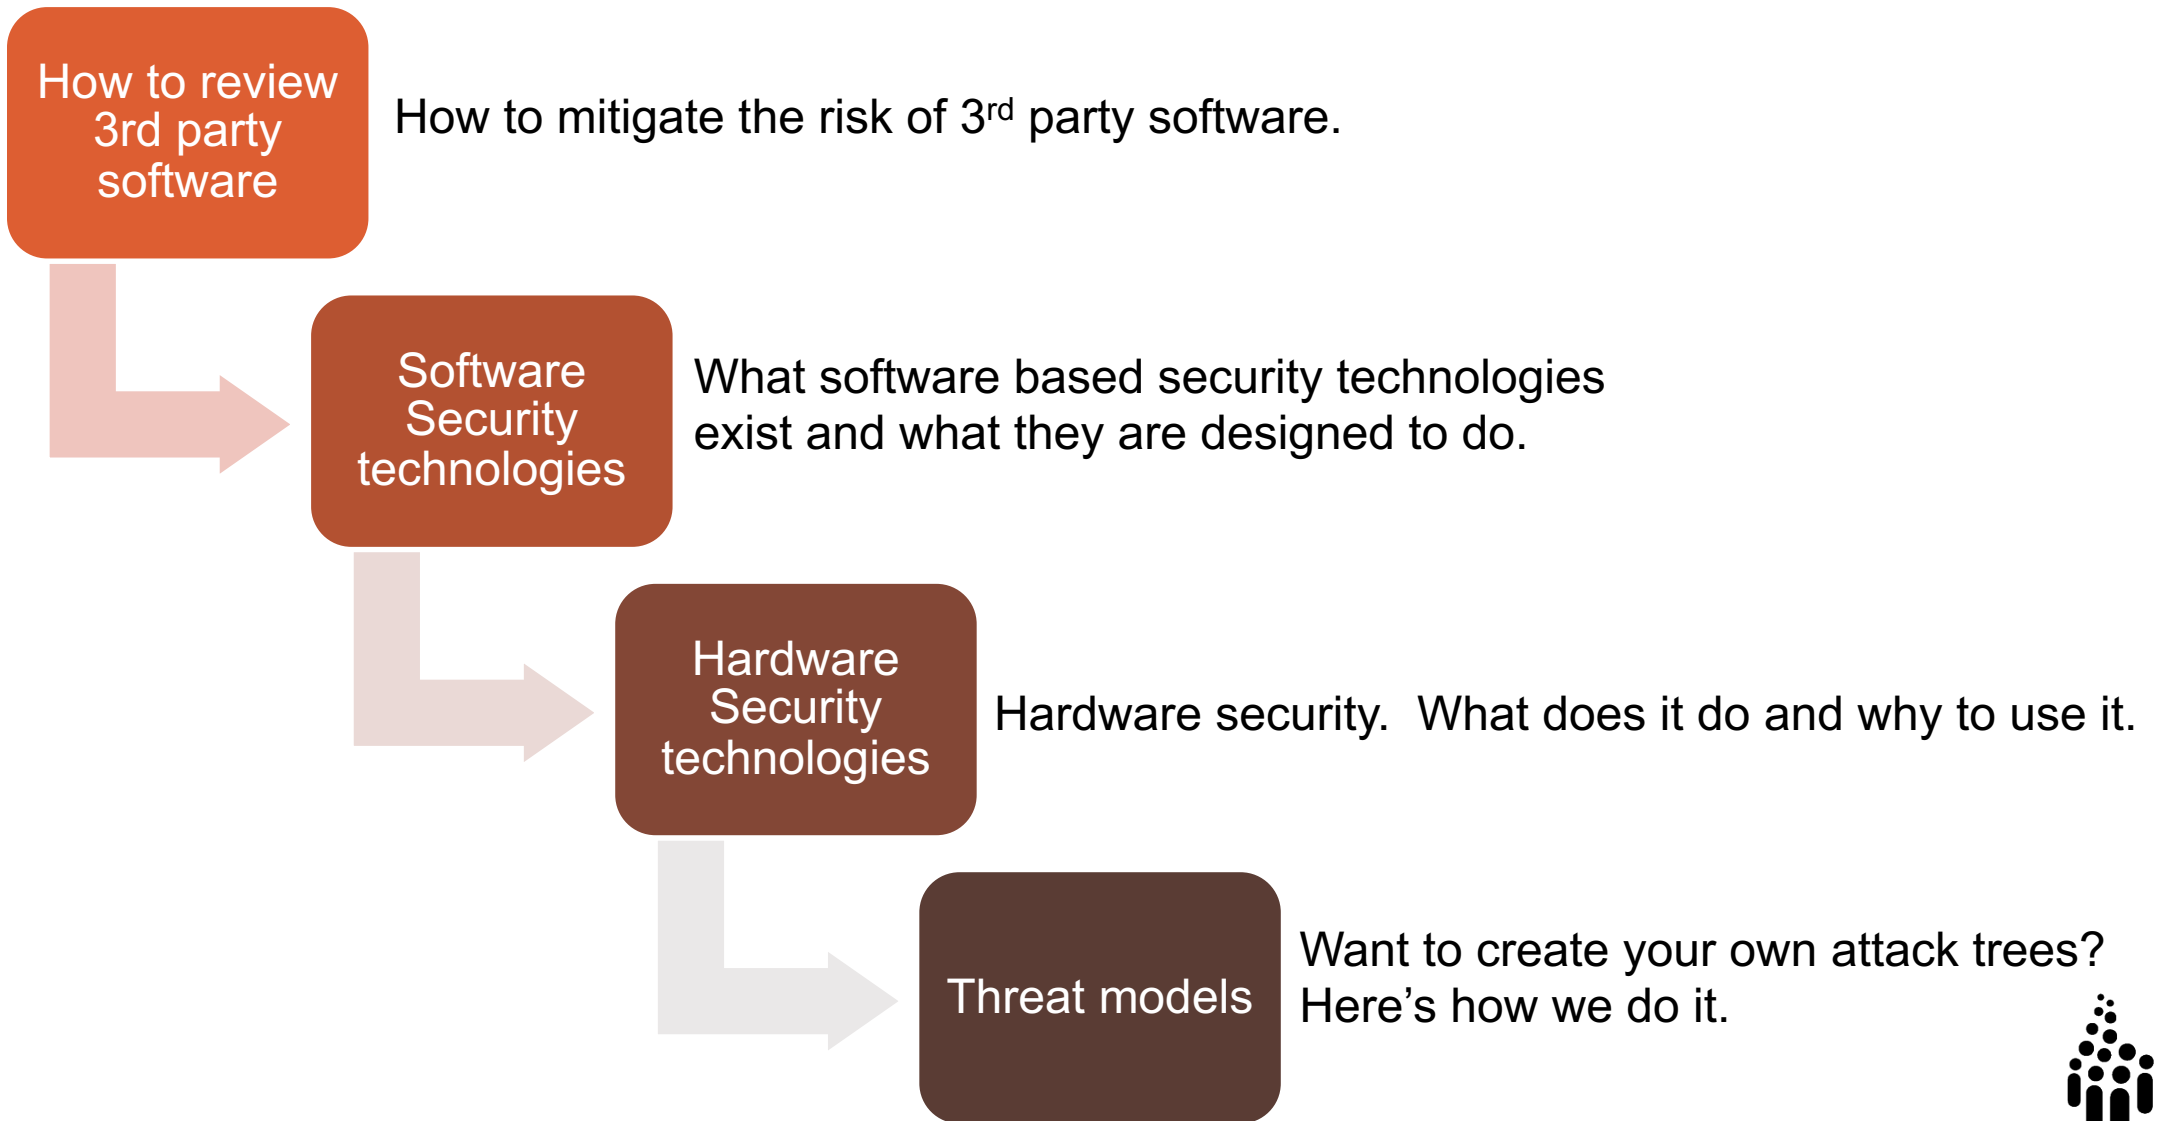 How to review
3rd party
software
How to mitigate the risk of 3rd party software.
Software
Security
technologies
What software based security technologies
exist and what they are designed to do.
Hardware
Security
technologies
Hardware security.  What does it do and why to use it.
Threat models
Want to create your own attack trees?
Here’s how we do it.